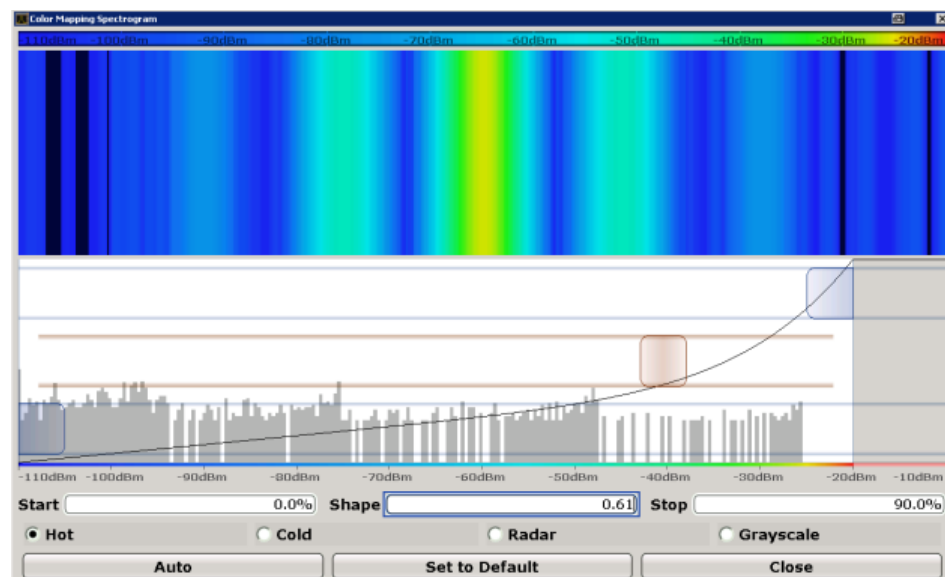 Color Mapping Spectrogram
-110dBm -100dBm -90dBm -80dBm -70dBm -60dBm -50dBm -40dBm -30dBm -20dBm
-110dBm -100dBm -90dBm -80dBm -70dBm -60dBm -50dBm -40dBm -30dBm -20dBm -10dBm
Start 0.0% Shape 0.61 Stop 90.0%
Hot Cold Radar Grayscale
Auto Set to Default Close